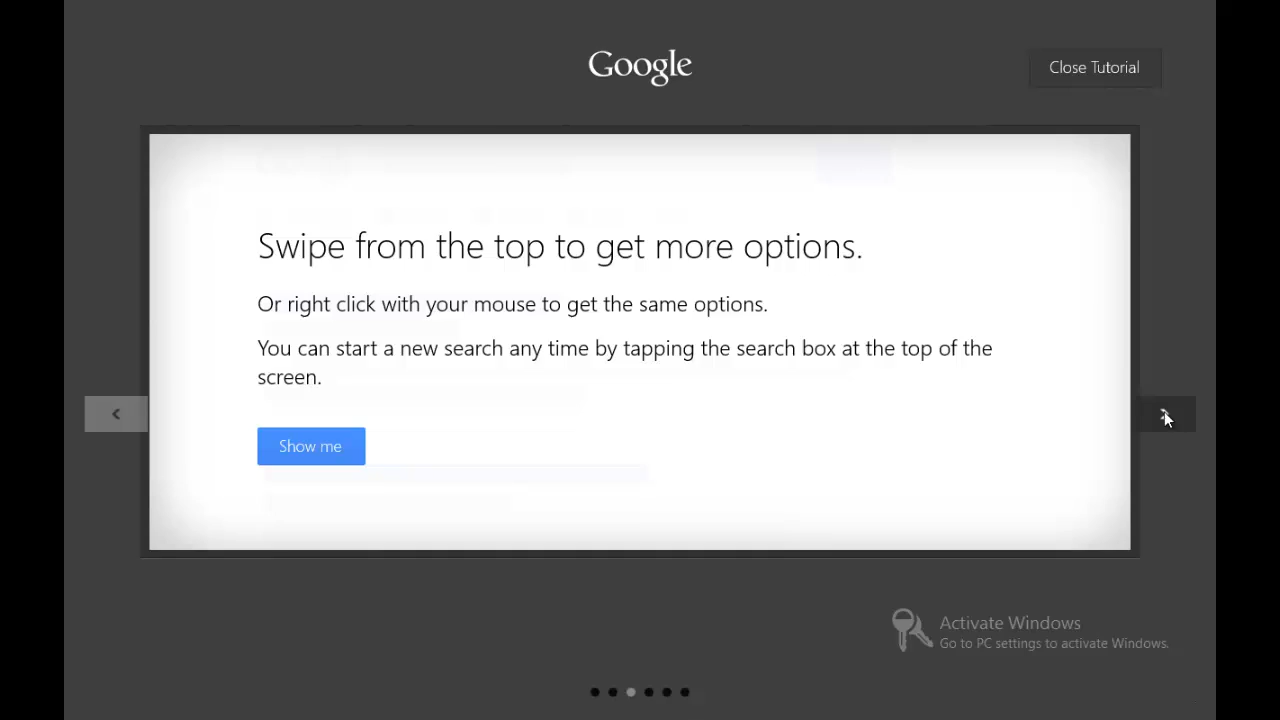 Google
Close Tutorial
Swipe from the top to get more options.
Or right click with your mouse to get the same options.
You can start a new search any time by tapping the search box at the top of the
screen.
Show me
Activate Windows
Go to PC settings to activate Windows.